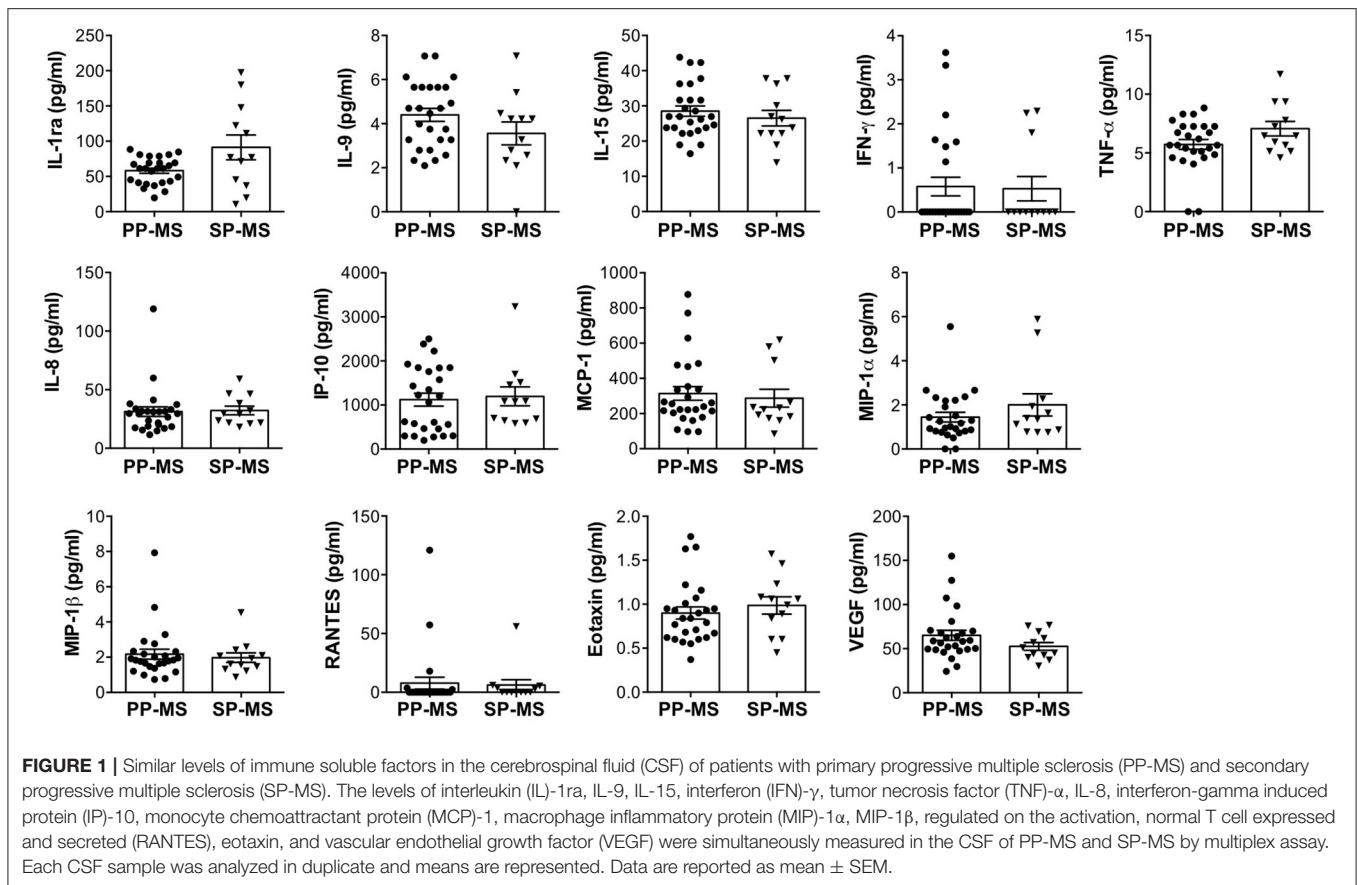 IL-1ra (pg/ml)
250
200
150
100
50
0
PP-MS SP-MS
IL-9 (pg/ml)
8
6
4
2
0
PP-MS SP-MS
IL-15 (pg/ml)
50
40
30
20
10
0
PP-MS SP-MS
IFN-γ (pg/ml)
4
3
2
1
0
PP-MS SP-MS
TNF-α (pg/ml)
15
10
5
0
PP-MS SP-MS
IL-8 (pg/ml)
150
100
50
0
PP-MS SP-MS
IP-10 (pg/ml)
4000
3000
2000
1000
0
PP-MS SP-MS
MCP-1 (pg/ml)
1000
800
600
400
200
0
PP-MS SP-MS
MIP-1α (pg/ml)
8
6
4
2
0
PP-MS SP-MS
MIP-1β (pg/ml)
10
8
6
4
2
0
PP-MS SP-MS
RANTES (pg/ml)
150
100
50
0
PP-MS SP-MS
Eotaxin (pg/ml)
2.0
1.5
1.0
0.5
0.0
PP-MS SP-MS
VEGF (pg/ml)
200
150
100
50
0
PP-MS SP-MS
FIGURE 1 | Similar levels of immune soluble factors in the cerebrospinal fluid (CSF) of patients with primary progressive multiple sclerosis (PP-MS) and secondary
progressive multiple sclerosis (SP-MS). The levels of interleukin (IL)-1ra, IL-9, IL-15, interferon (IFN)-γ, tumor necrosis factor (TNF)-α, IL-8, interferon-gamma induced
protein (IP)-10, monocyte chemoattractant protein (MCP)-1, macrophage inflammatory protein (MIP)-1α, MIP-1β, regulated on the activation, normal T cell expressed
and secreted (RANTES), eotaxin, and vascular endothelial growth factor (VEGF) were simultaneously measured in the CSF of PP-MS and SP-MS by multiplex assay.
Each CSF sample was analyzed in duplicate and means are represented. Data are reported as mean ± SEM.